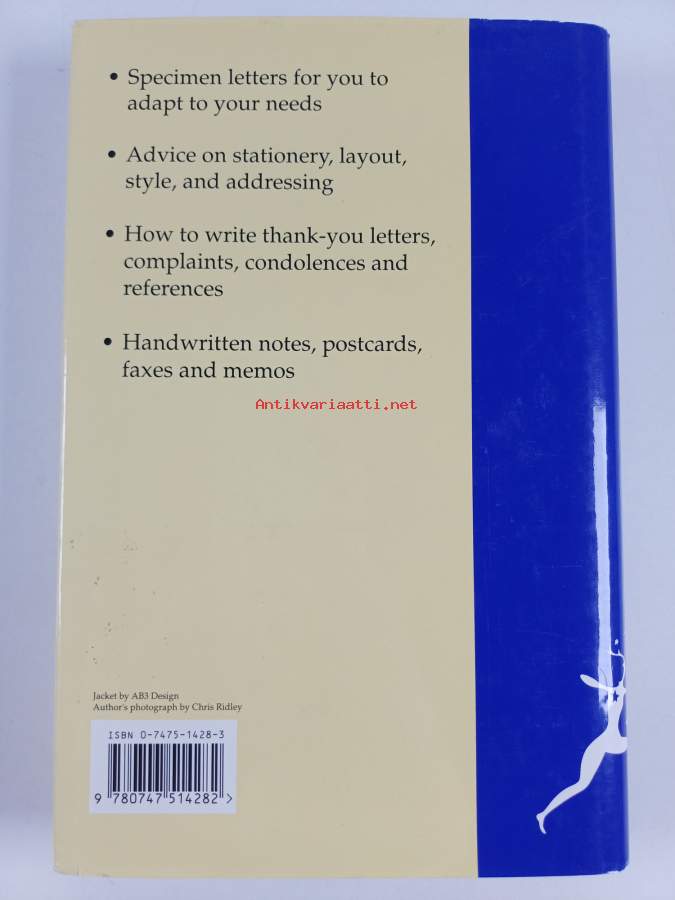 • Specimen letters for you to
adapt to your needs
• Advice on stationery, layout,
style, and addressing
• How to write thank-you letters,
complaints, condolences and
references
• Handwritten notes, postcards,
faxes and memos
Antikvariaatti.net
Jacket by AB3 Design
Author's photograph by Chris Ridley
ISBN 0-7475-1428-3
9 780747 514282 >